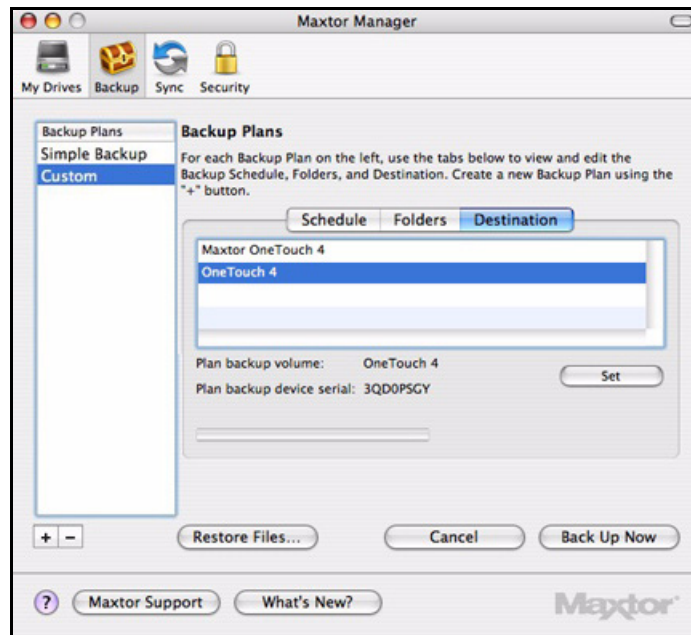 Maxtor Manager
My Drives Backup Sync Security
Backup Plans
Simple Backup
Custom
Backup Plans
For each Backup Plan on the left, use the tabs below to view and edit the
Backup Schedule, Folders, and Destination. Create a new Backup Plan using the
"+" button.
Schedule Folders Destination
Maxtor OneTouch 4
OneTouch 4
Plan backup volume: OneTouch 4
Set
Plan backup device serial: 3QD0PSGY
+ −
Restore Files... Cancel Back Up Now
? Maxtor Support What's New? Maxtor